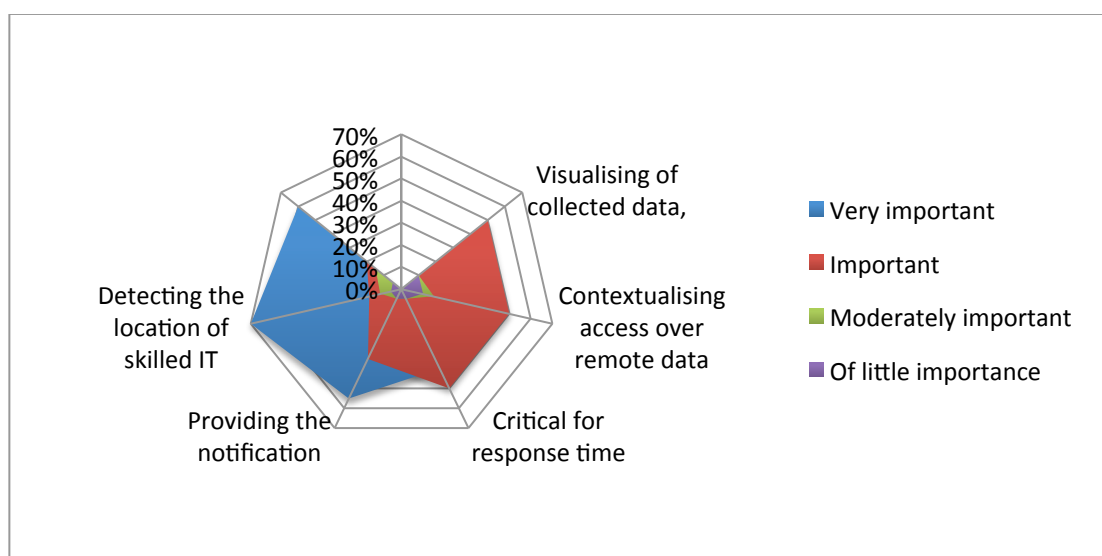 70%
60%
50%
40%
30%
20%
10%
0%
Visualising of
collected data,
Contextualising
access over
remote data
Critical for
response time
Providing the
notification
Detecting the
location of
skilled IT
Very important
Important
Moderately important
Of little importance